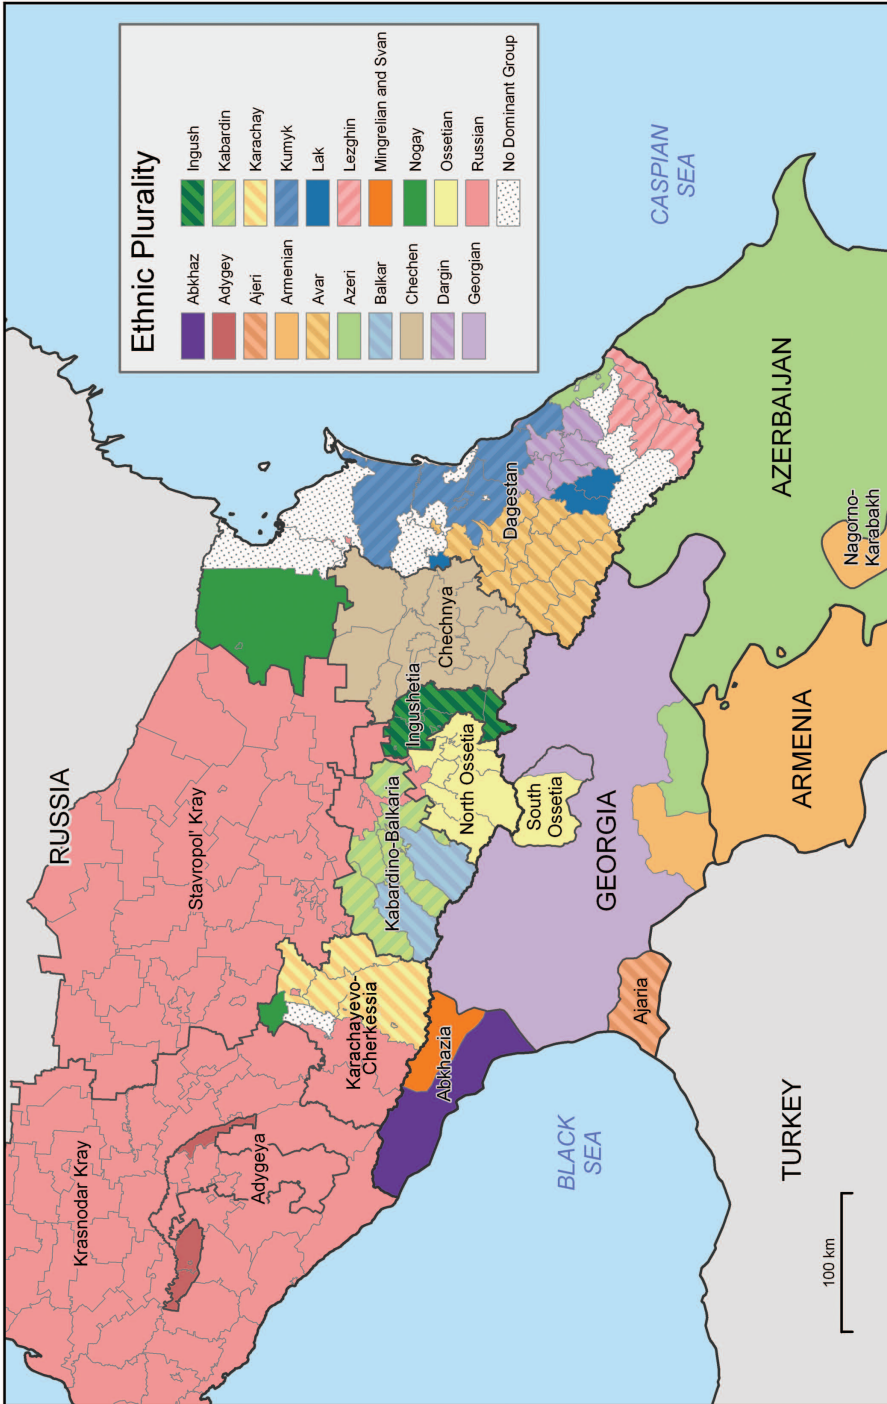 Ethnic Plurality
Abkhaz
Adygey
Ajeri
Armenian
Avar
Azeri
Balkar
Chechen
Dargin
Georgian
Ingush
Kabardin
Karachay
Kumyk
Lak
Lezghin
Mingrelian and Svan
Nogay
Ossetian
Russian
No Dominant Group
RUSSIA
Krasnodar Kray
Stavropol' Kray
Adygeya
Karachayevo-
Cherkessia
Kabardino-Balkaria
North Ossetia
Ingushetia
Chechnya
Dagestan
CASPIAN
SEA
Abkhazia
South
Ossetia
GEORGIA
BLACK
SEA
Ajaria
AZERBAIJAN
Nagorno-
Karabakh
ARMENIA
TURKEY
100 km